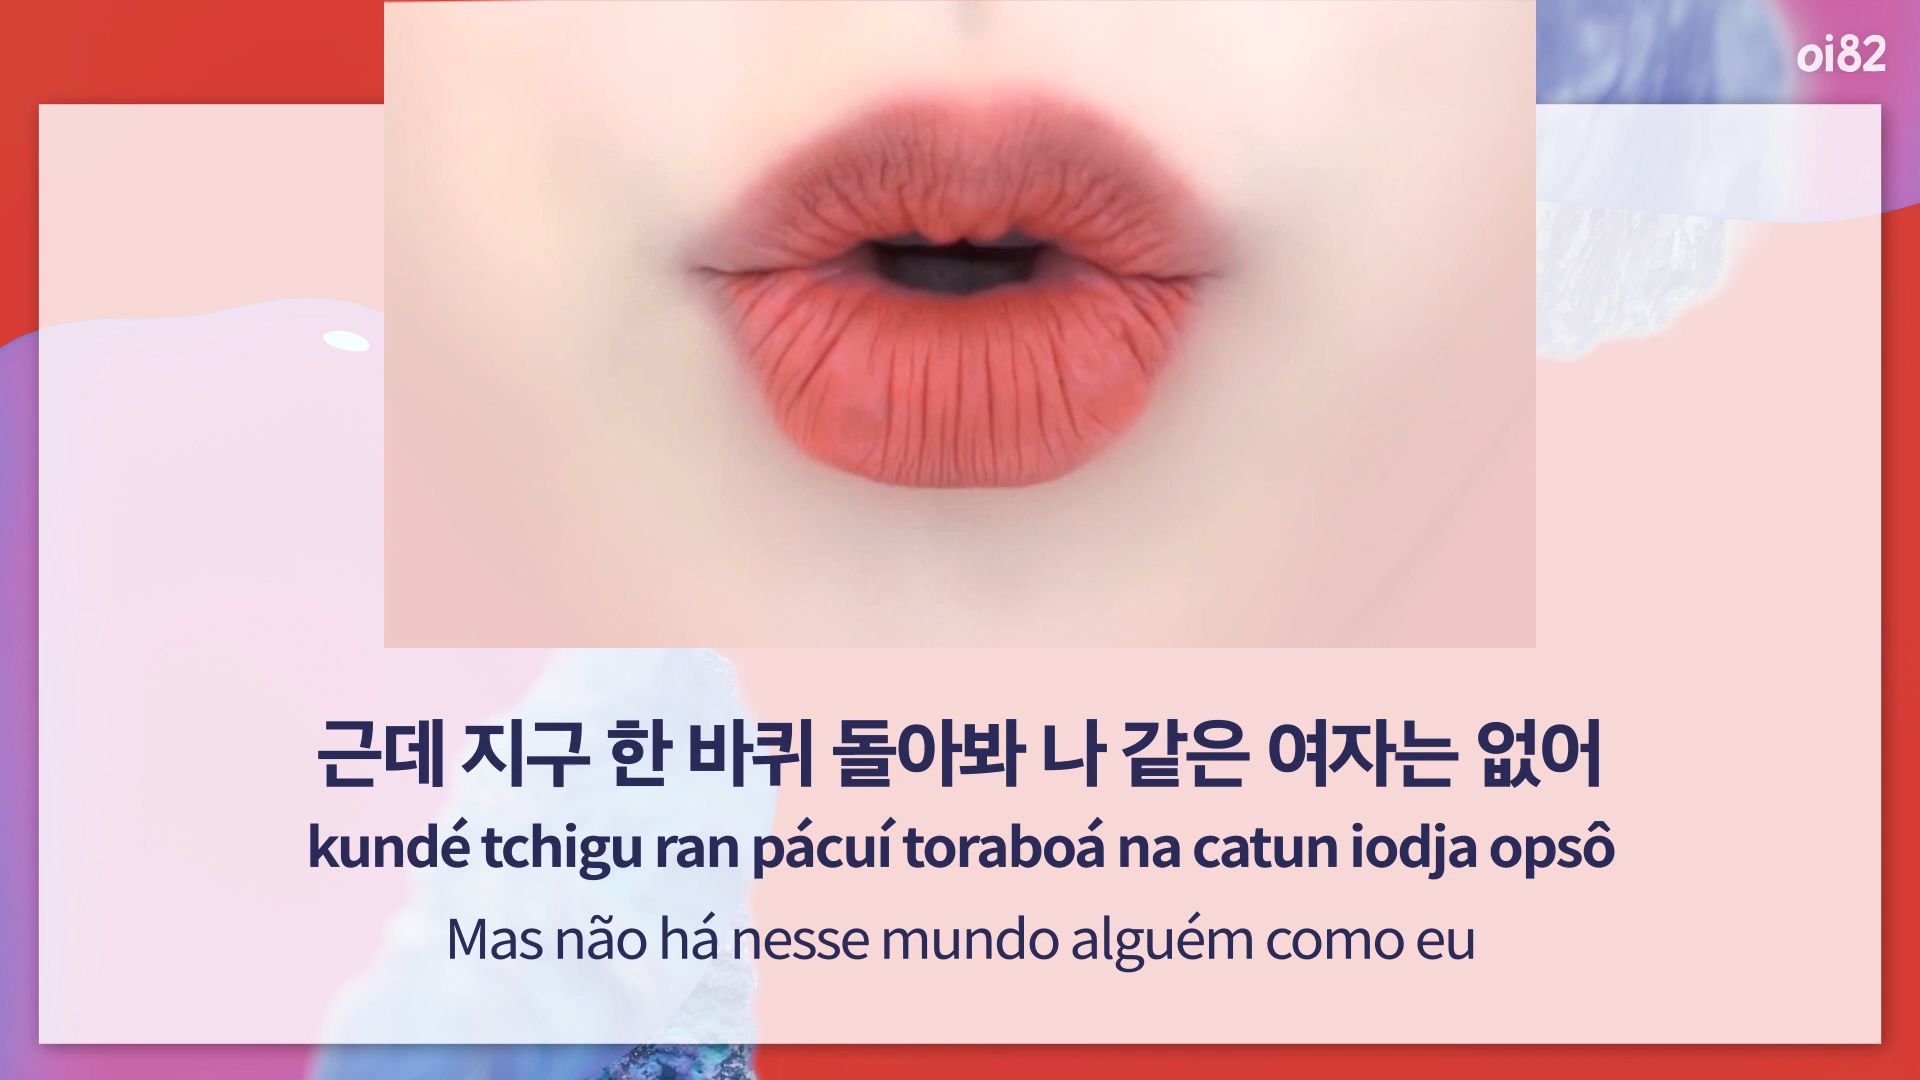 oi82
근데 지구 한 바퀴 돌아봐 나 같은 여자는 없어
kundé tchigu ran pácuí toraboá na catun iodja opsô
Mas não há nesse mundo alguém como eu